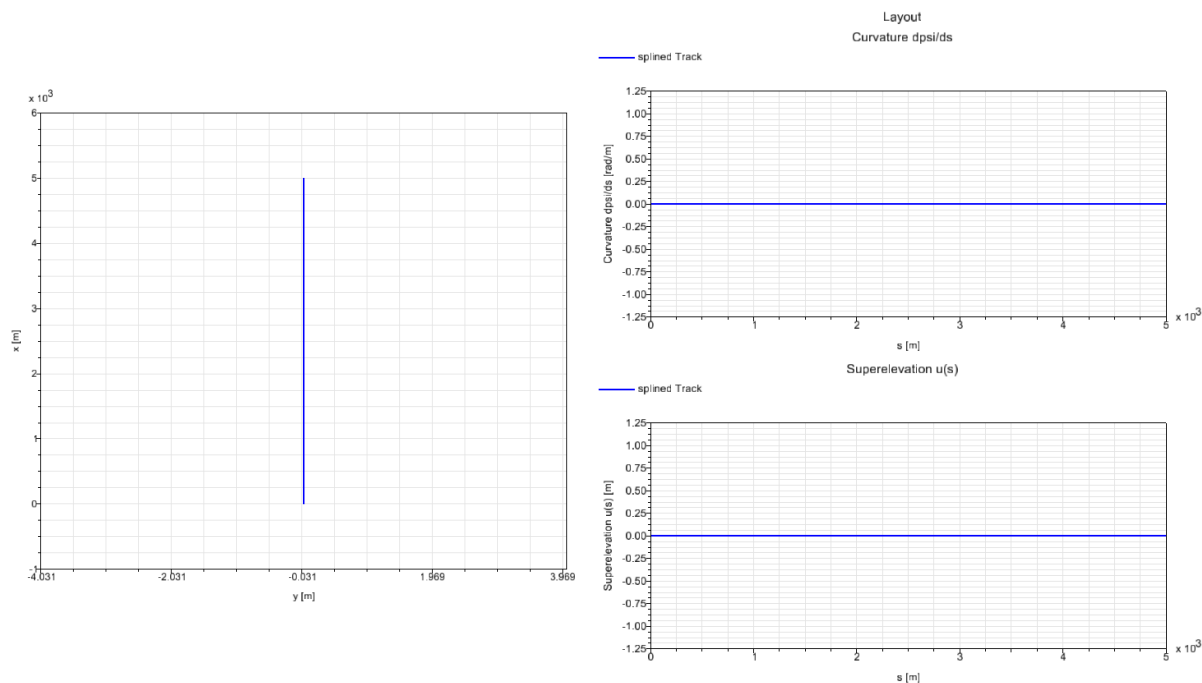 Layout
Curvature dpsi/ds
splined Track
x 10³
6
5
4
3
2
1
0
-1
x [m]
-4.031 -2.031 -0.031 1.969 3.969
y [m]
1.25
1.00
0.75
0.50
0.25
0.00
-0.25
-0.50
-0.75
-1.00
-1.25
Curvature dpsi/ds [rad/m]
0 1 2 3 4 5
x 10³
s [m]
Superelevation u(s)
splined Track
1.25
1.00
0.75
0.50
0.25
0.00
-0.25
-0.50
-0.75
-1.00
-1.25
Superelevation u(s) [m]
0 1 2 3 4 5
x 10³
s [m]